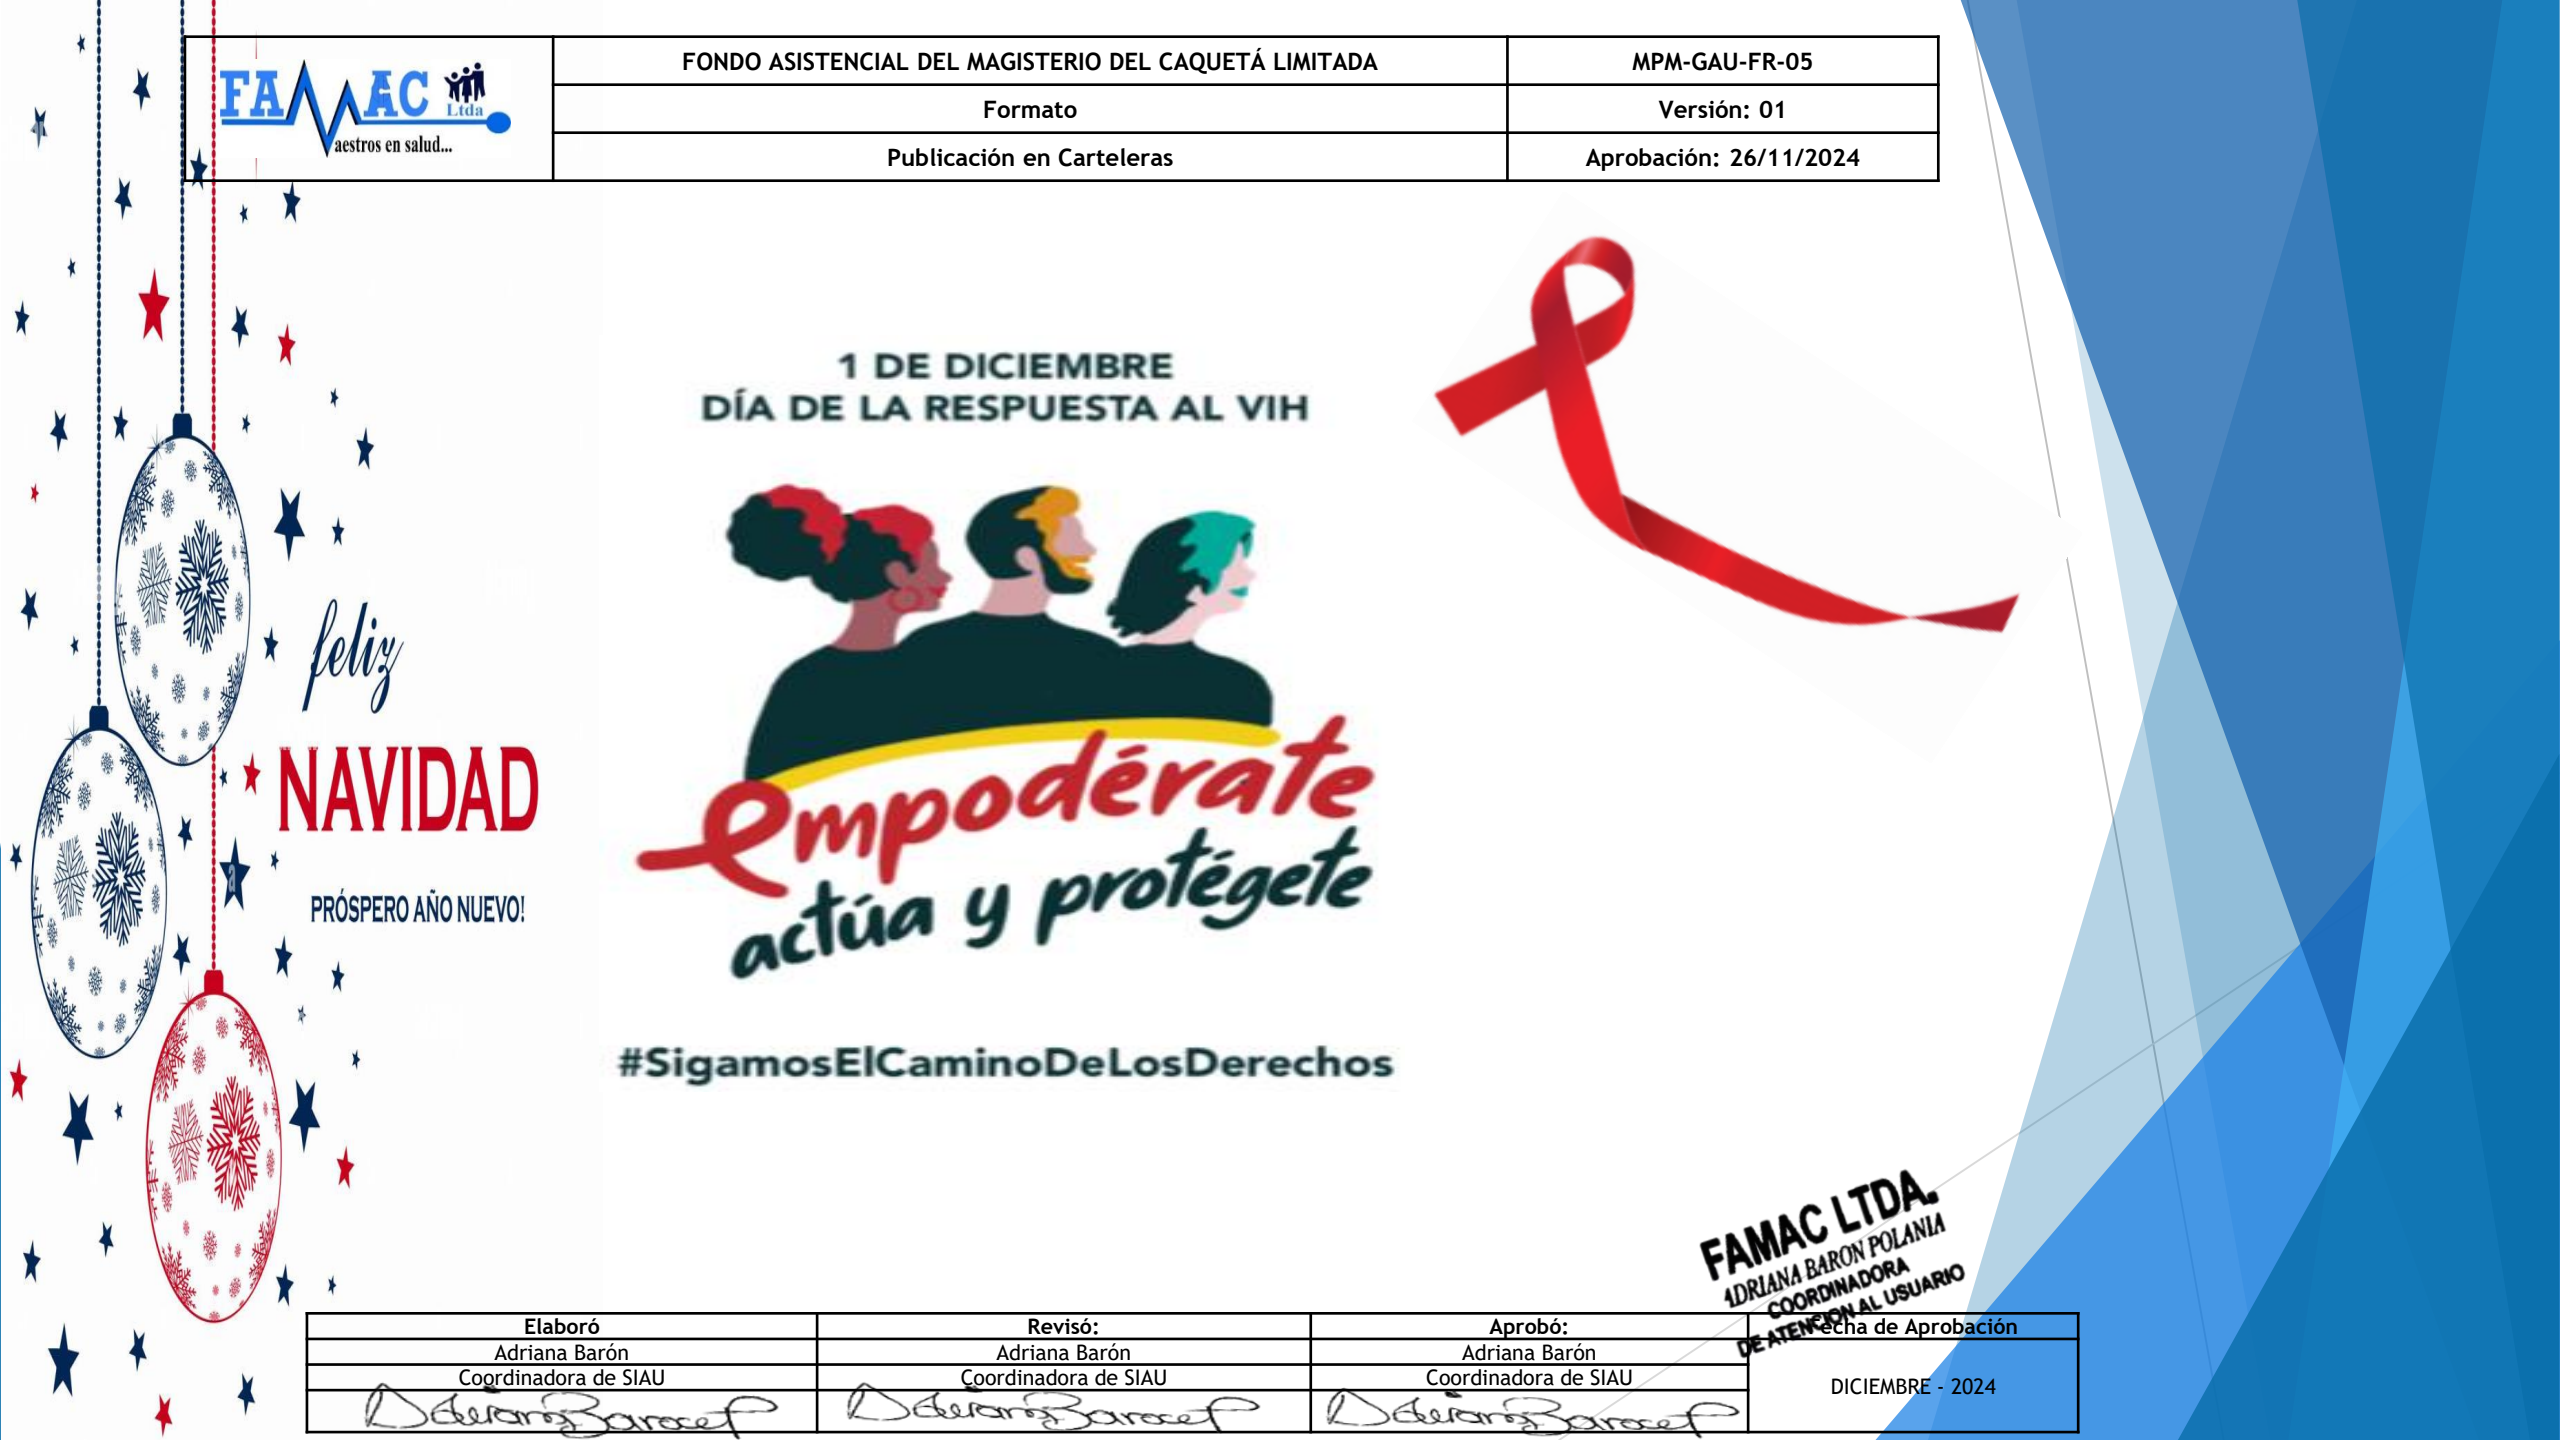 FAMAC Ltda
aestros en salud...
FONDO ASISTENCIAL DEL MAGISTERIO DEL CAQUETÁ LIMITADA
MPM-GAU-FR-05
Formato
Versión: 01
Publicación en Carteleras
Aprobación: 26/11/2024
1 DE DICIEMBRE
DÍA DE LA RESPUESTA AL VIH
empodérate
actúa y protégete
#SigamosElCaminoDeLosDerechos
feliz
NAVIDAD
PRÓSPERO AÑO NUEVO!
FAMAC LTDA.
ADRIANA BARON POLANIA
COORDINADORA
DE ATENCION AL USUARIO
Elaboró
Revisó:
Aprobó:
Fecha de Aprobación
Adriana Barón
Adriana Barón
Adriana Barón
Coordinadora de SIAU
Coordinadora de SIAU
Coordinadora de SIAU
DICIEMBRE - 2024